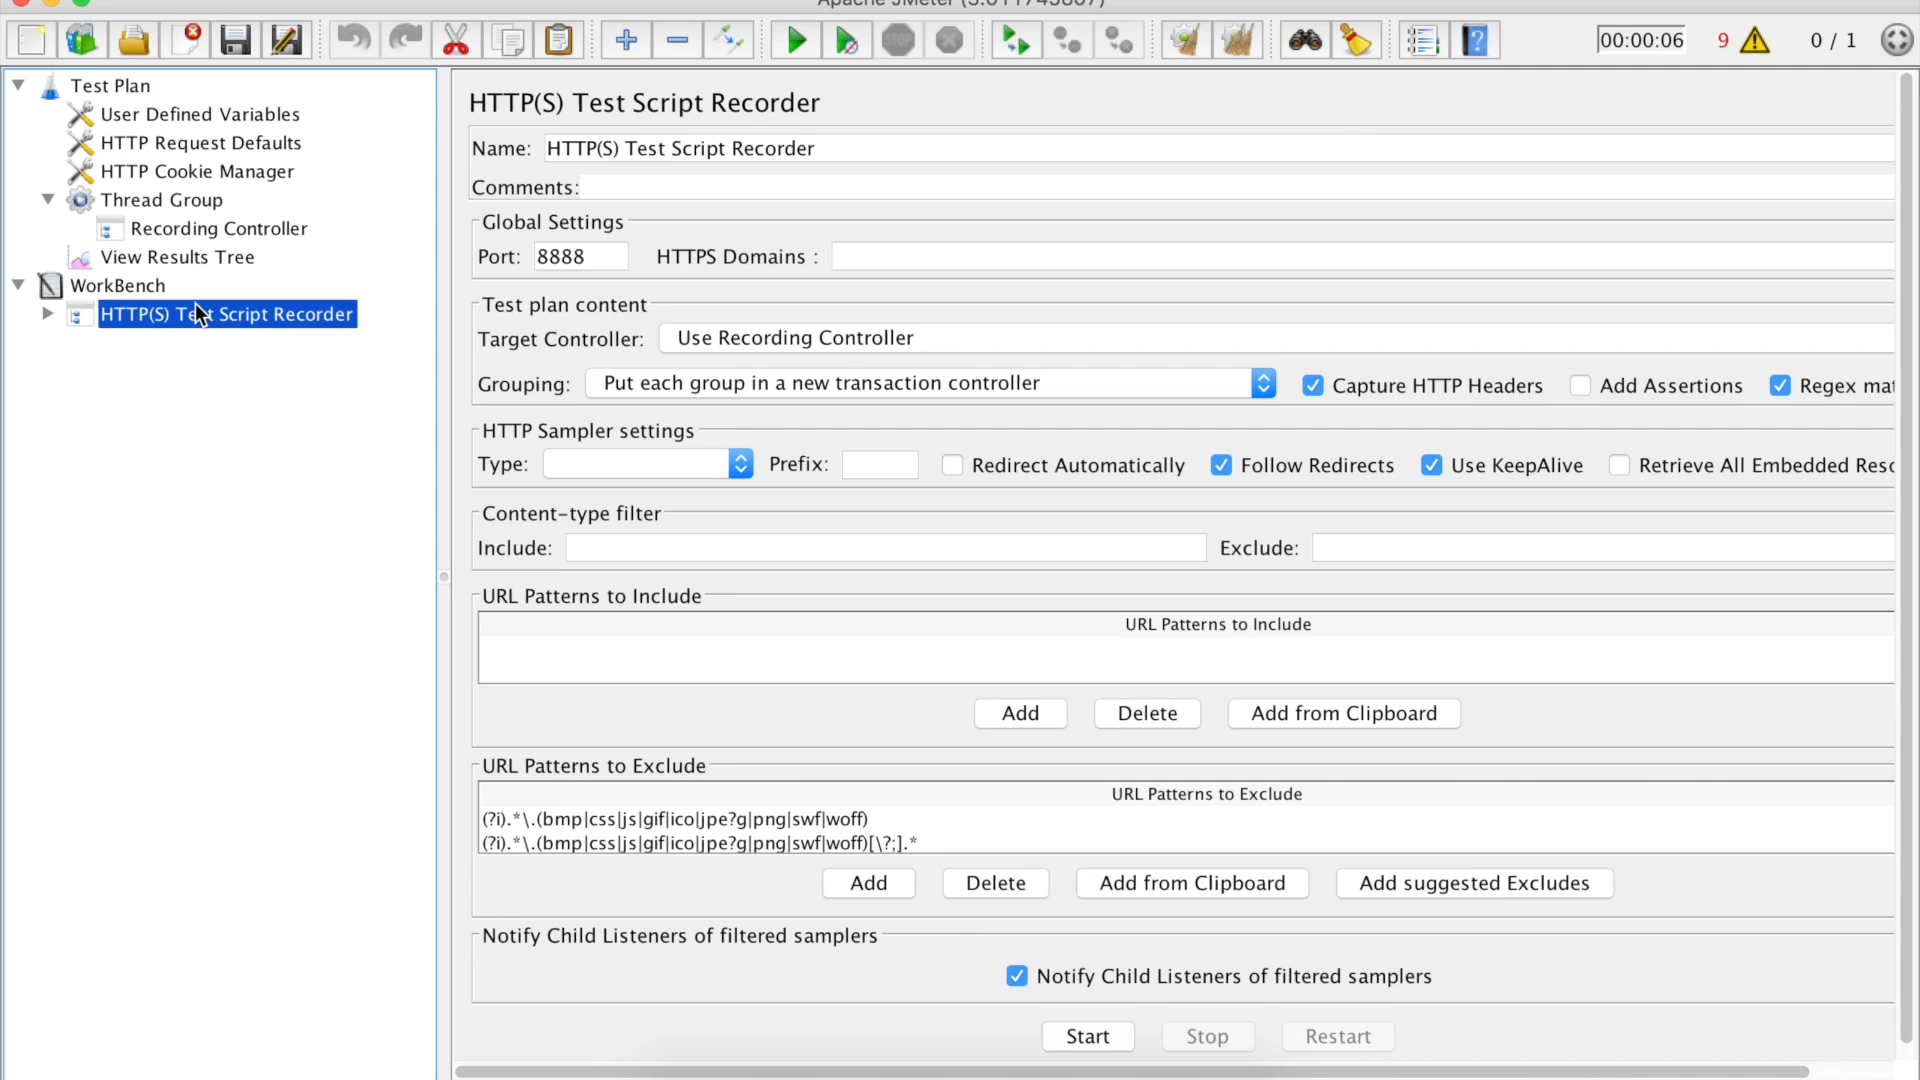 Apache JMeter (3.0.1743807)
00:00:06 9 0 / 1
STOP
Test Plan
User Defined Variables
HTTP Request Defaults
HTTP Cookie Manager
Thread Group
Recording Controller
View Results Tree
WorkBench
HTTP(S) Test Script Recorder
HTTP(S) Test Script Recorder
Name: HTTP(S) Test Script Recorder
Comments:
Global Settings
Port: 8888 HTTPS Domains :
Test plan content
Target Controller: Use Recording Controller
Grouping: Put each group in a new transaction controller Capture HTTP Headers Add Assertions Regex mat
HTTP Sampler settings
Type: Prefix: Redirect Automatically Follow Redirects Use KeepAlive Retrieve All Embedded Resc
Content-type filter
Include: Exclude:
URL Patterns to Include
URL Patterns to Include
Add Delete Add from Clipboard
URL Patterns to Exclude
URL Patterns to Exclude
(?i).*\.(bmp|css|js|gif|ico|jpe?g|png|swf|woff)
(?i).*\.(bmp|css|js|gif|ico|jpe?g|png|swf|woff)[\?;].*
Add Delete Add from Clipboard Add suggested Excludes
Notify Child Listeners of filtered samplers
Notify Child Listeners of filtered samplers
Start Stop Restart